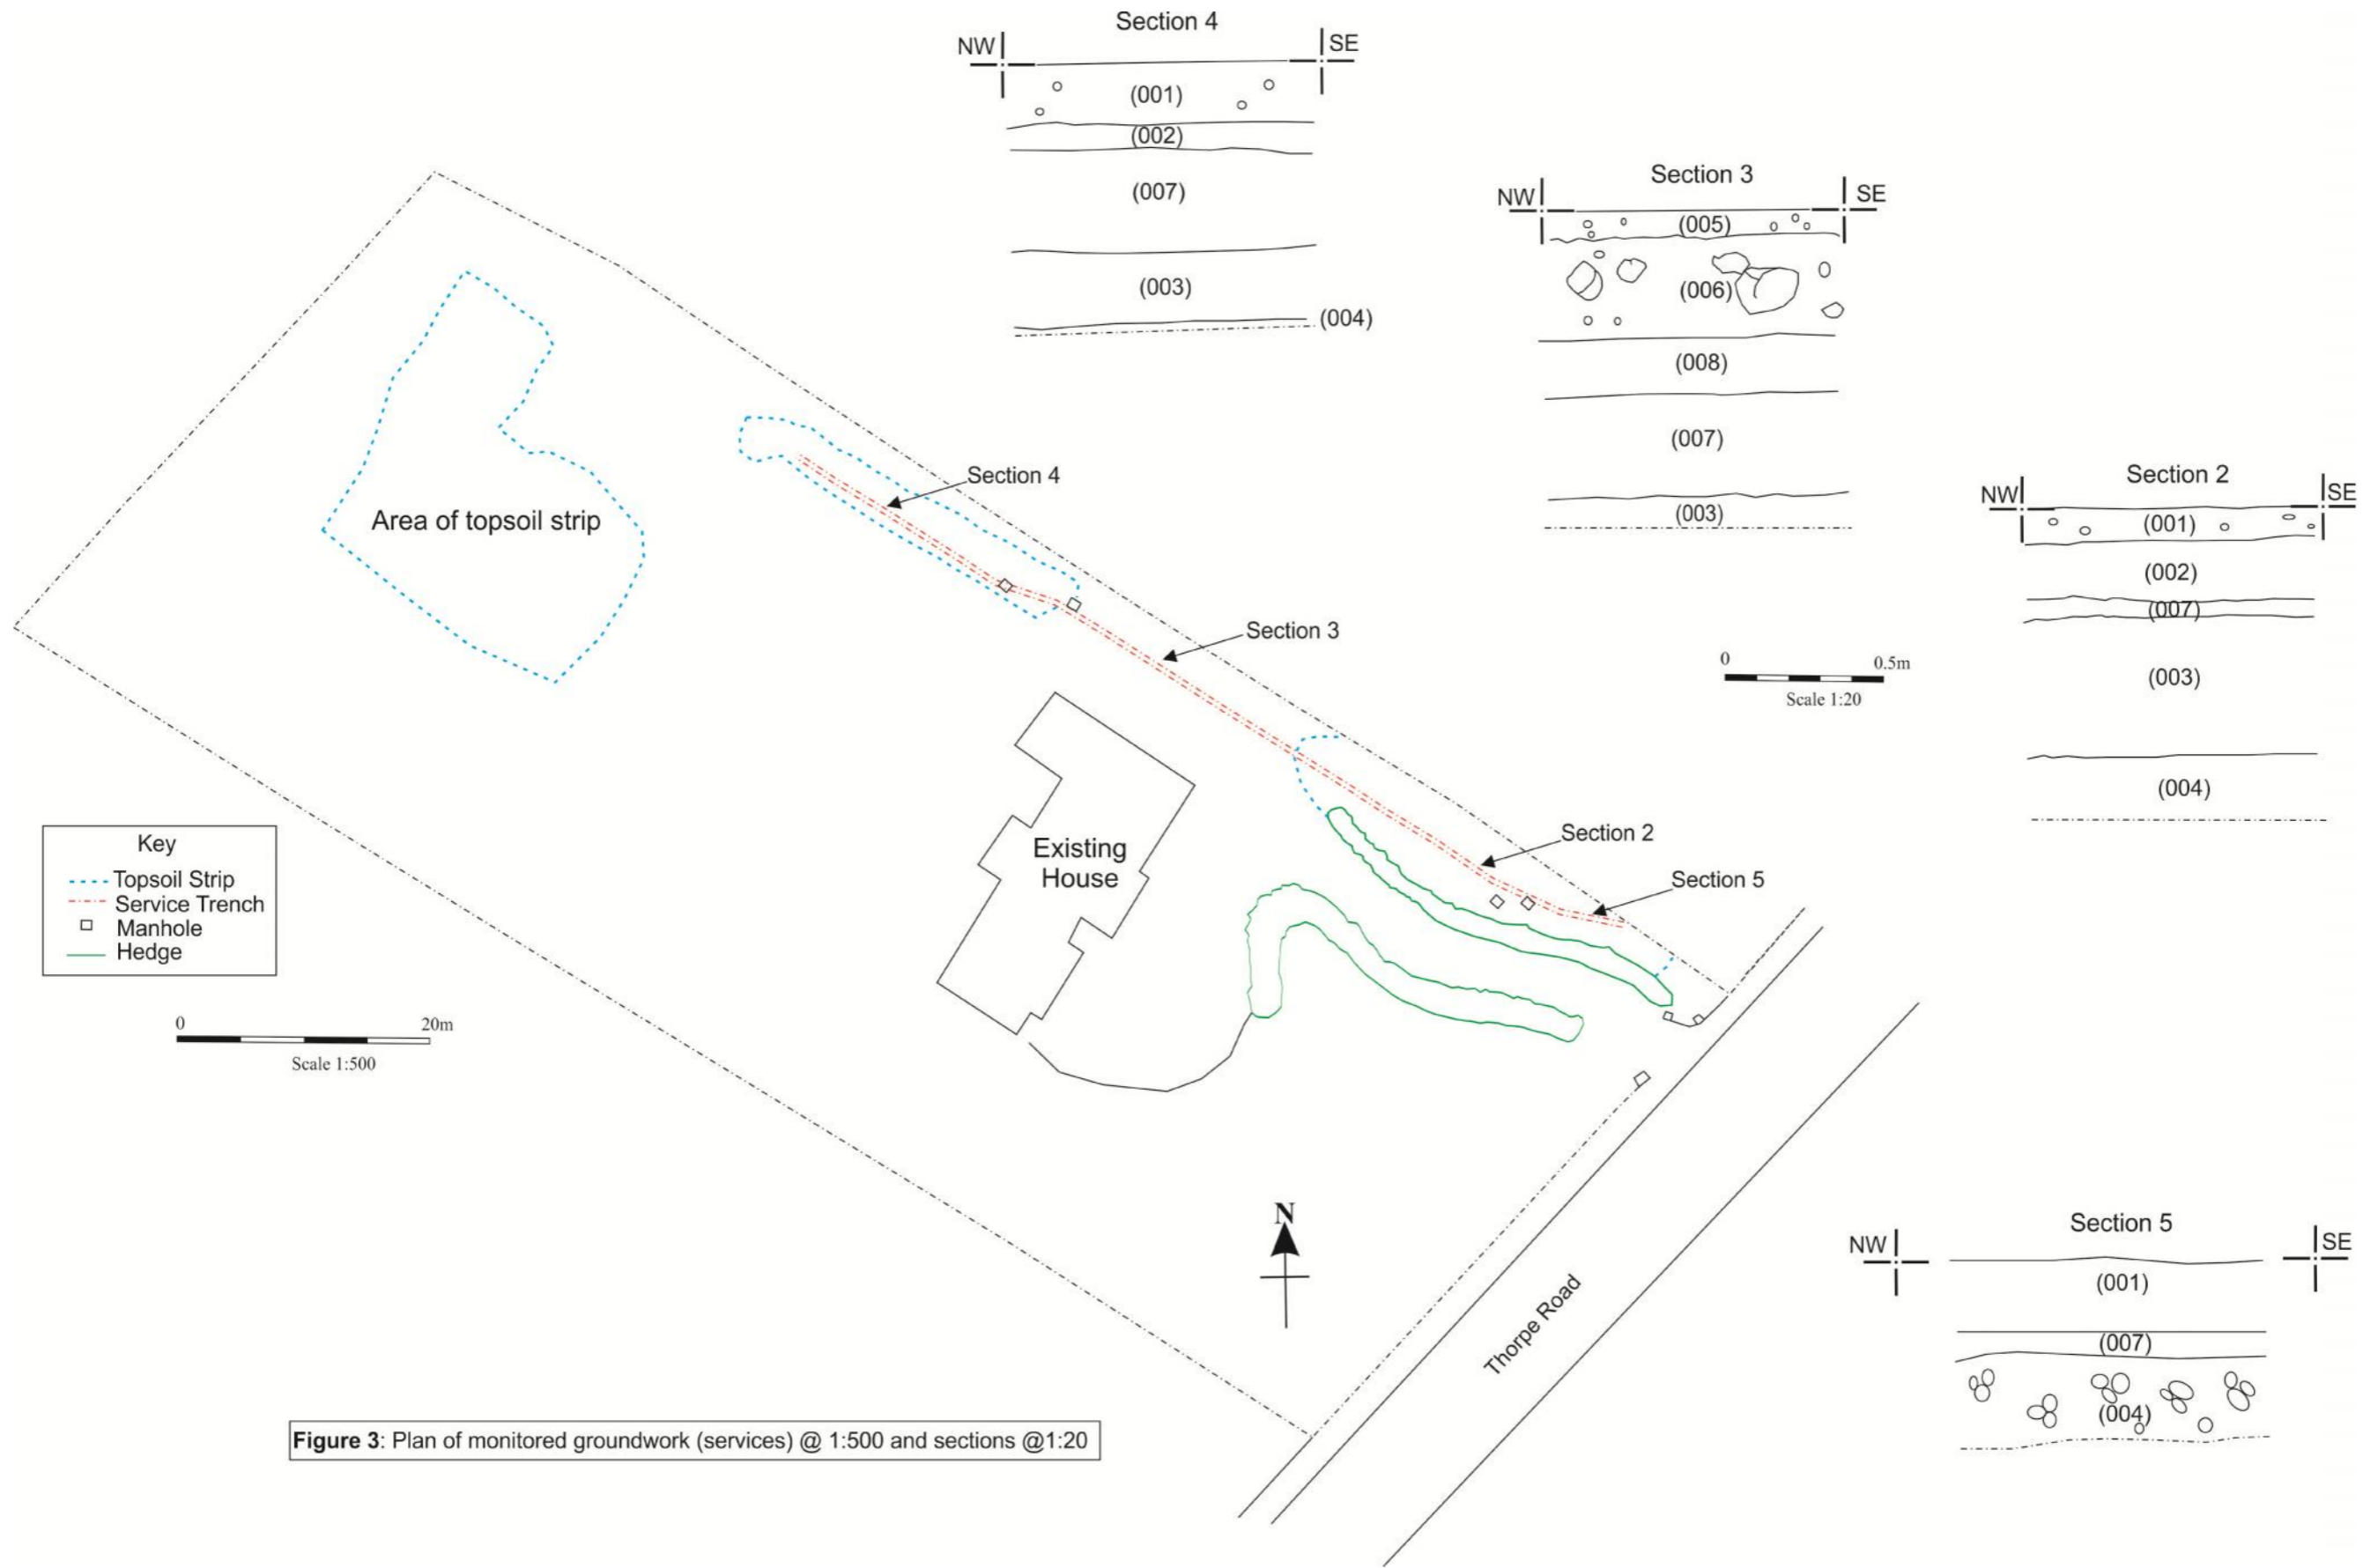 Section 4
NW
SE
(001)
(002)
(007)
(003)
(004)
Section 3
NW
SE
(005)
(006)
(008)
(007)
(003)
Section 2
NW
SE
(001)
(002)
(007)
(003)
(004)
0
0.5m
Scale 1:20
Area of topsoil strip
Section 4
Section 3
Section 2
Section 5
Existing
House
Key
Topsoil Strip
Service Trench
Manhole
Hedge
0
20m
Scale 1:500
N
Thorpe Road
Section 5
NW
SE
(001)
(007)
(004)
Figure 3: Plan of monitored groundwork (services) @ 1:500 and sections @1:20